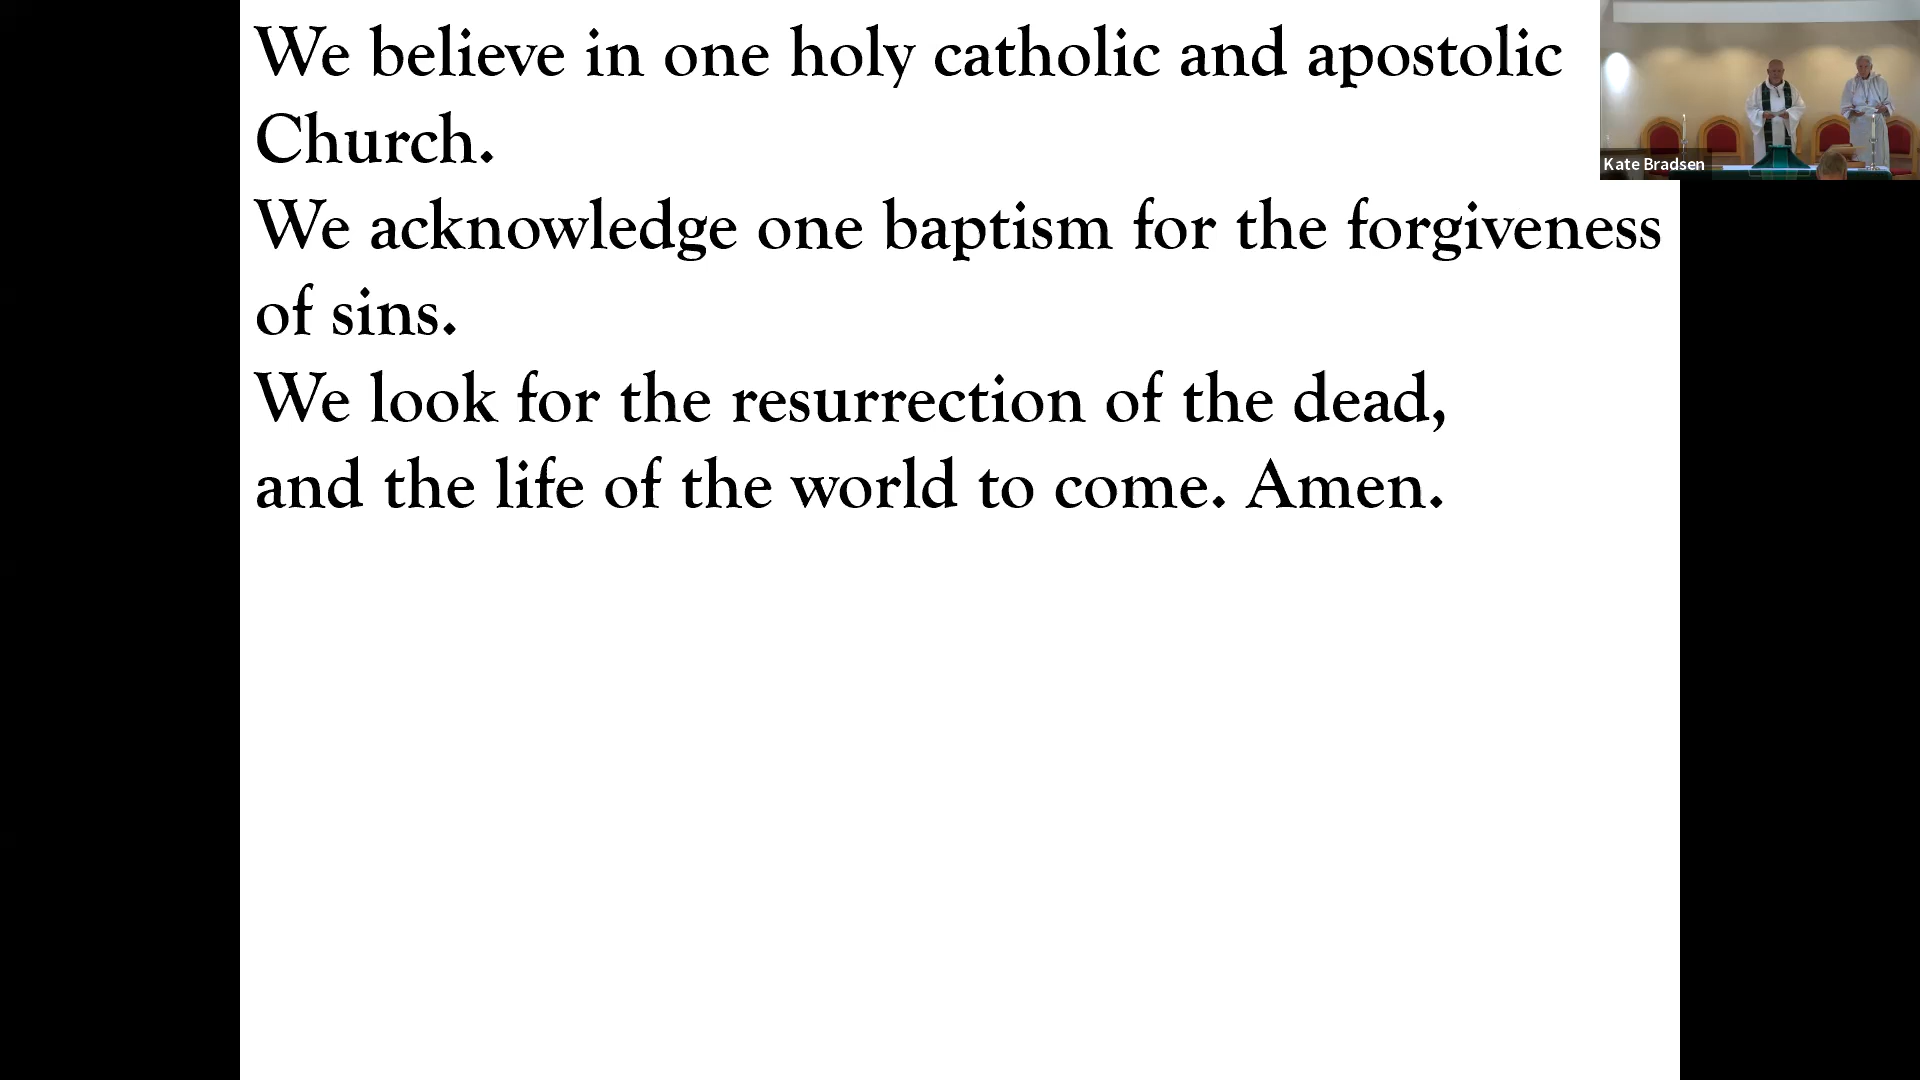 We believe in one holy catholic and apostolic
Church.
We acknowledge one baptism for the forgiveness
of sins.
We look for the resurrection of the dead,
and the life of the world to come. Amen.
Kate Bradsen